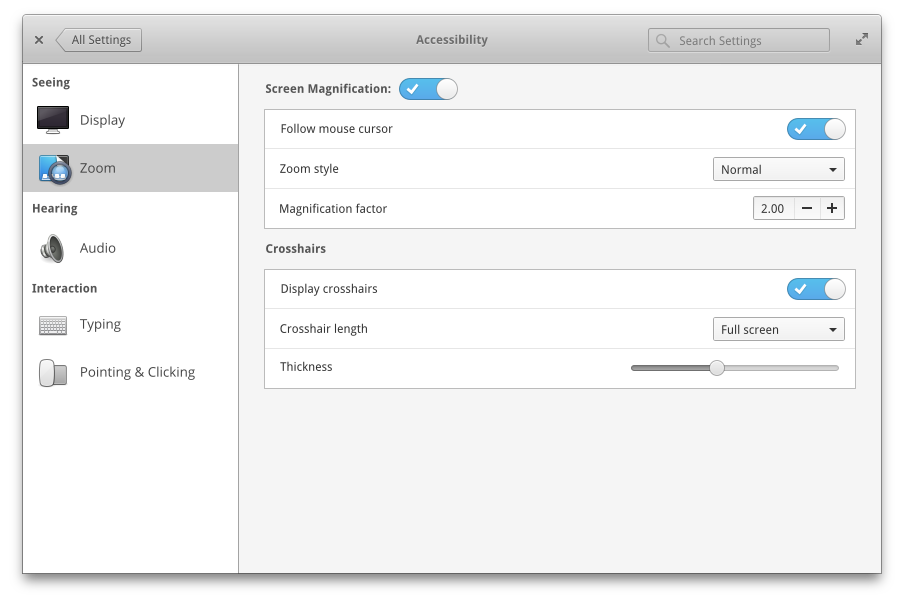 All Settings
Accessibility
Search Settings
Seeing
Display
Zoom
Hearing
Audio
Interaction
Typing
Pointing & Clicking
Screen Magnification:
Follow mouse cursor
Zoom style
Normal
Magnification factor
2.00
Crosshairs
Display crosshairs
Crosshair length
Full screen
Thickness